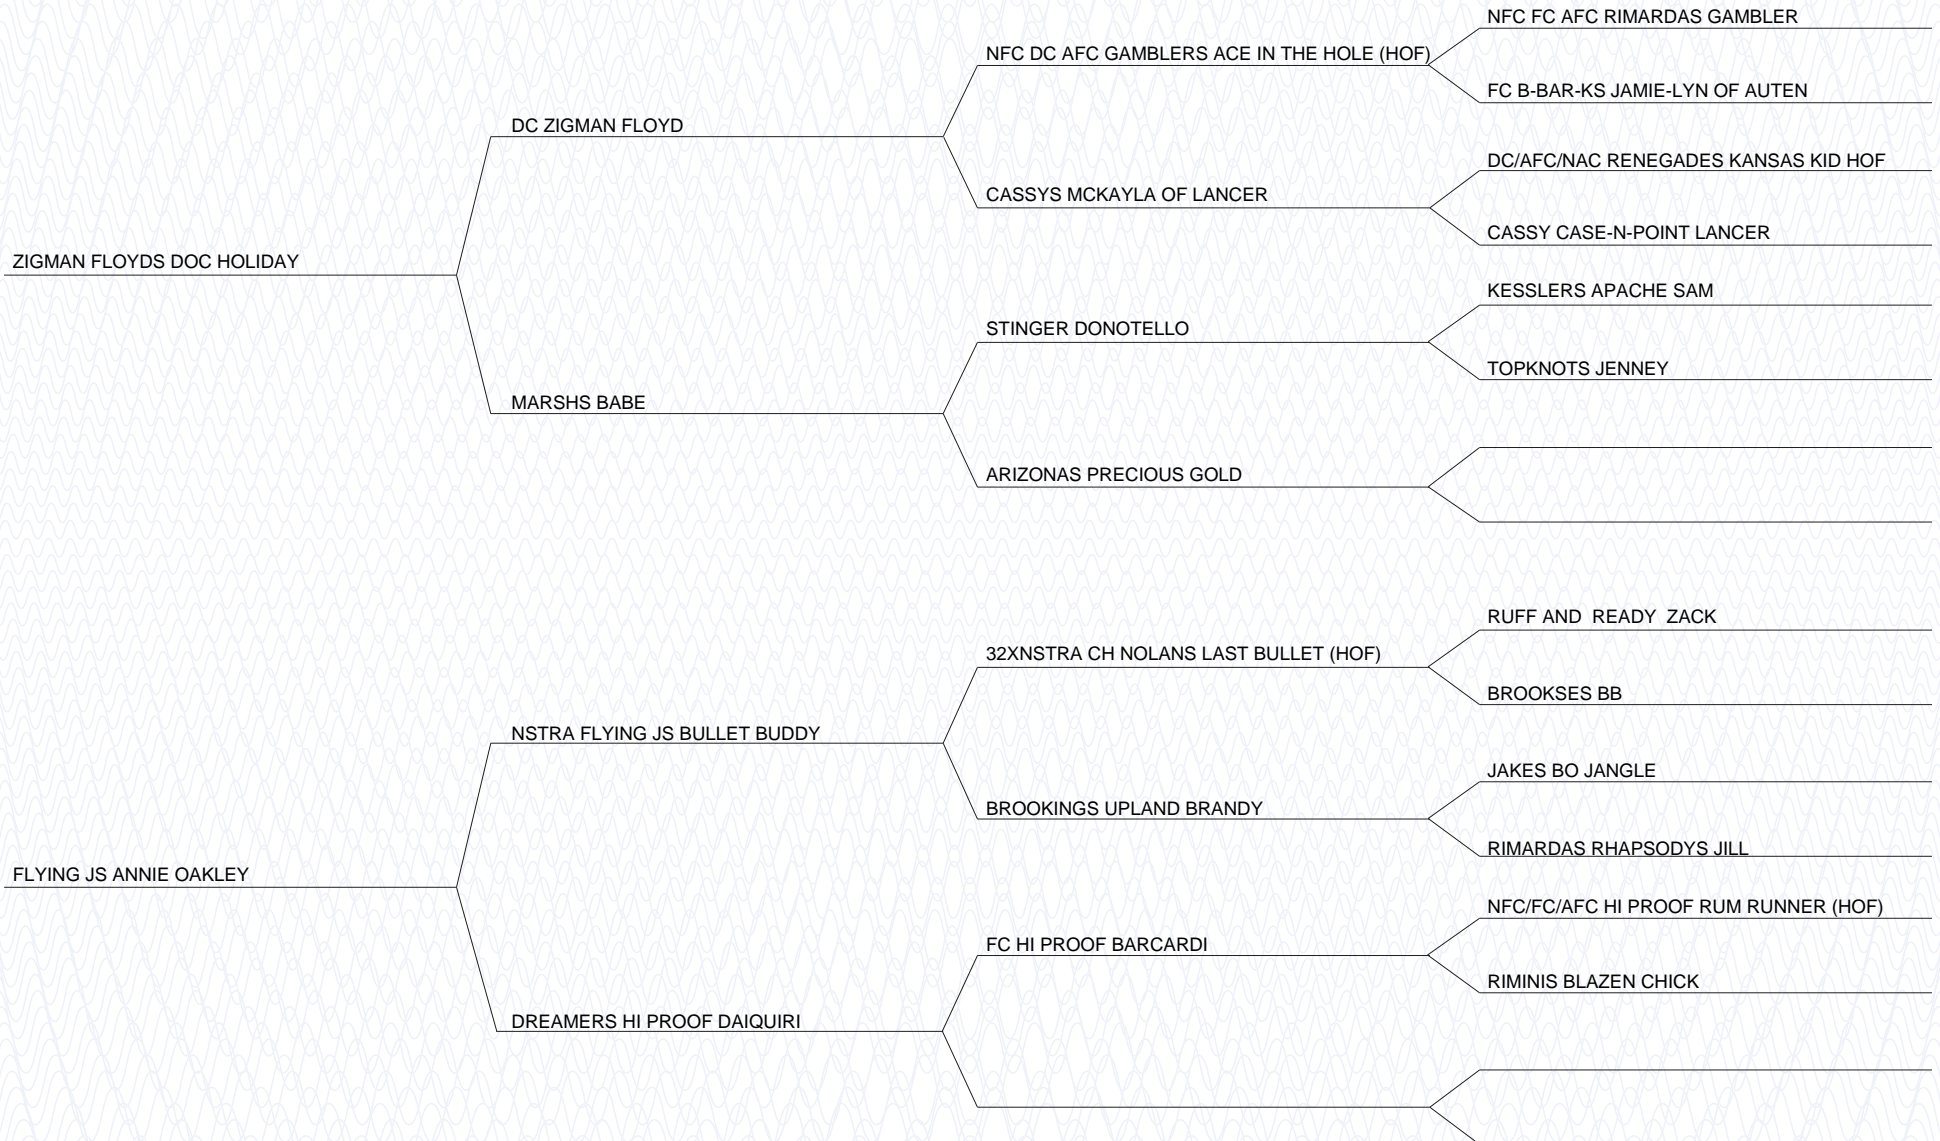 NFC FC AFC RIMARDAS GAMBLER
NFC DC AFC GAMBLERS ACE IN THE HOLE (HOF)
FC B-BAR-KS JAMIE-LYN OF AUTEN
DC ZIGMAN FLOYD
DC/AFC/NAC RENEGADES KANSAS KID HOF
CASSYS MCKAYLA OF LANCER
CASSY CASE-N-POINT LANCER
ZIGMAN FLOYDS DOC HOLIDAY
KESSLERS APACHE SAM
STINGER DONOTELLO
TOPKNOTS JENNEY
MARSHS BABE
ARIZONAS PRECIOUS GOLD
RUFF AND  READY  ZACK
32XNSTRA CH NOLANS LAST BULLET (HOF)
BROOKSES BB
NSTRA FLYING JS BULLET BUDDY
JAKES BO JANGLE
BROOKINGS UPLAND BRANDY
RIMARDAS RHAPSODYS JILL
FLYING JS ANNIE OAKLEY
NFC/FC/AFC HI PROOF RUM RUNNER (HOF)
FC HI PROOF BARCARDI
RIMINIS BLAZEN CHICK
DREAMERS HI PROOF DAIQUIRI